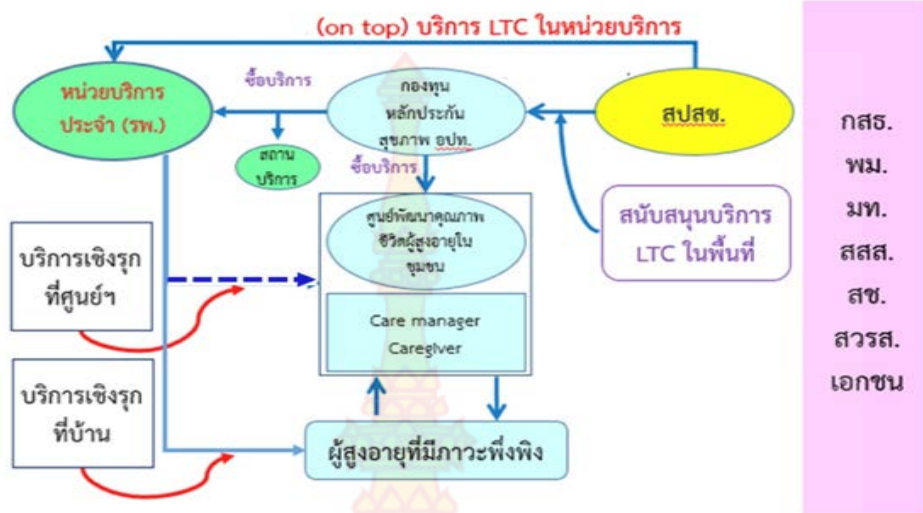 (on top) บริการ LTC ในหน่วยบริการ
หน่วยบริการ
ประจำ (รพ.)
ซื้อบริการ
กองทุน
หลักประกัน
สุขภาพ อปท.
สปสช.
สถาน
บริการ
ซื้อบริการ
สนับสนุนบริการ
LTC ในพื้นที่
ศูนย์พัฒนาคุณภาพ
ชีวิตผู้สูงอายุใน
ชุมชน
บริการเชิงรุก
ที่ศูนย์ฯ
Care manager
Caregiver
บริการเชิงรุก
ที่บ้าน
ผู้สูงอายุที่มีภาวะพึ่งพิง
กสธ.
พม.
มท.
สสส.
สช.
สวรส.
เอกชน